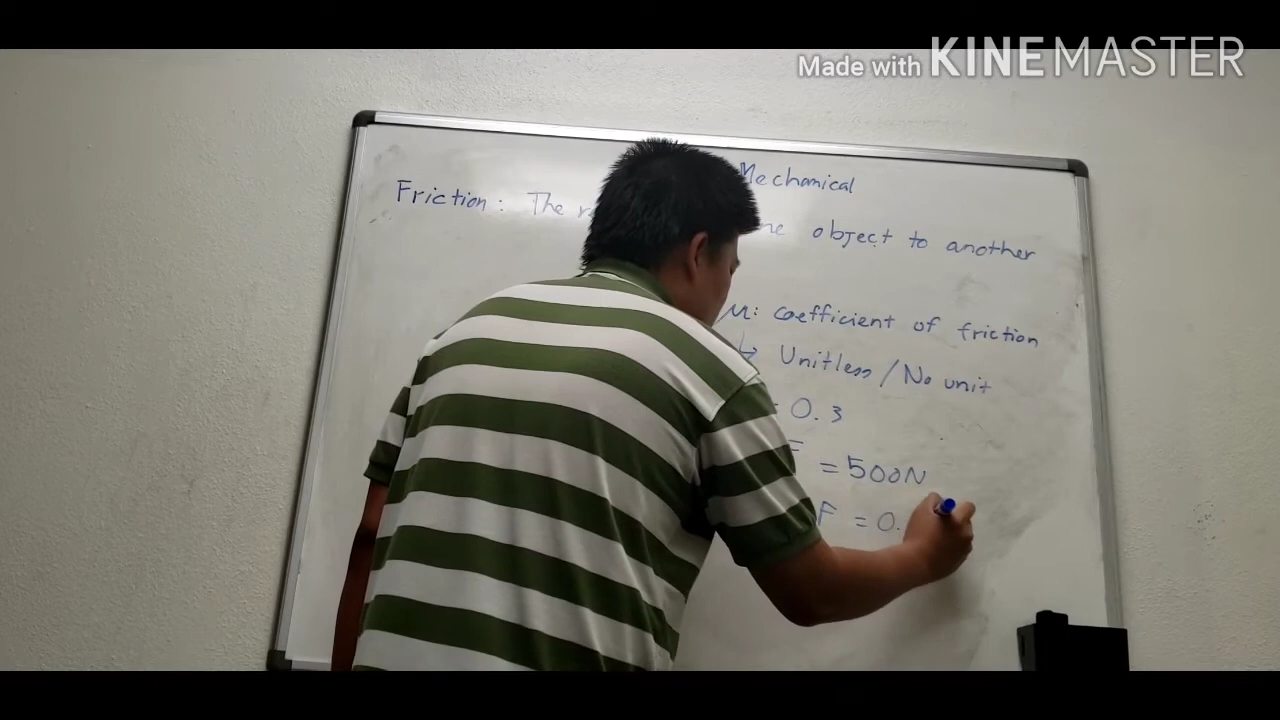 Made with KINEMASTER
Mechanical
Friction: The object to another
M: coefficient of friction
↳ Unitless / No unit
0.3
F = 500N
F = 0.